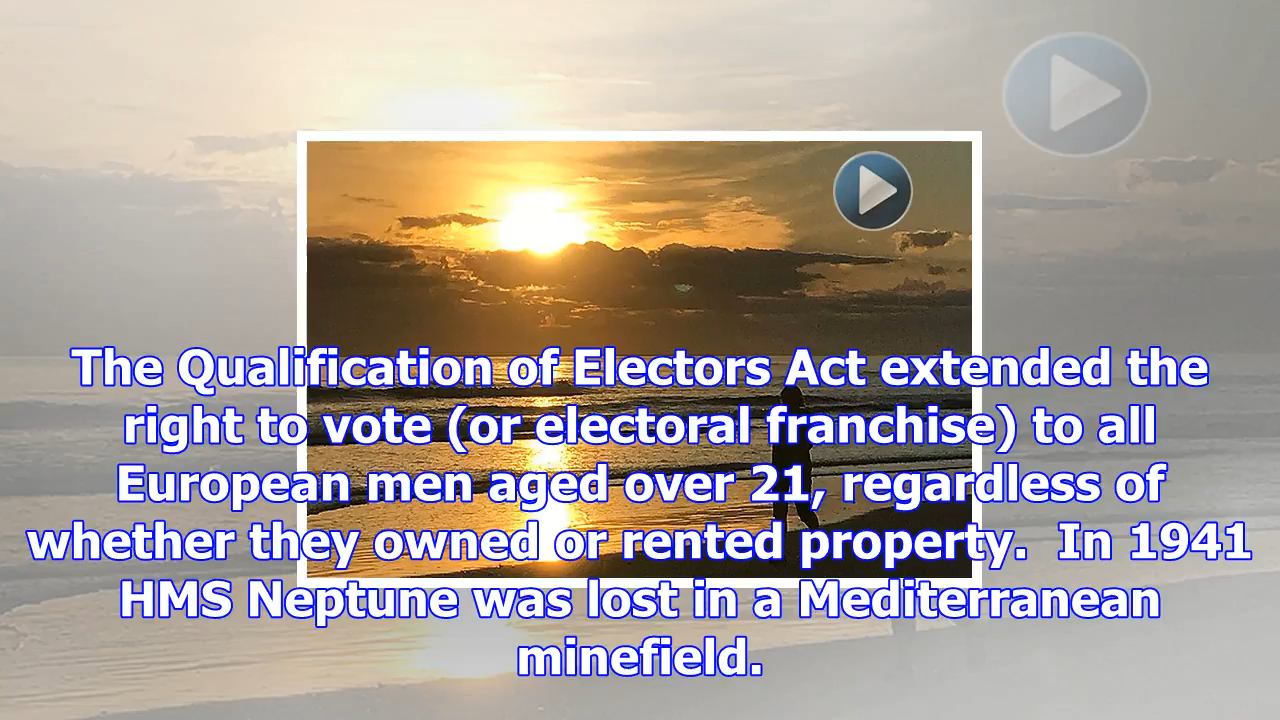 The Qualification of Electors Act extended the
right to vote (or electoral franchise) to all
European men aged over 21, regardless of
whether they owned or rented property.  In 1941
HMS Neptune was lost in a Mediterranean
minefield.